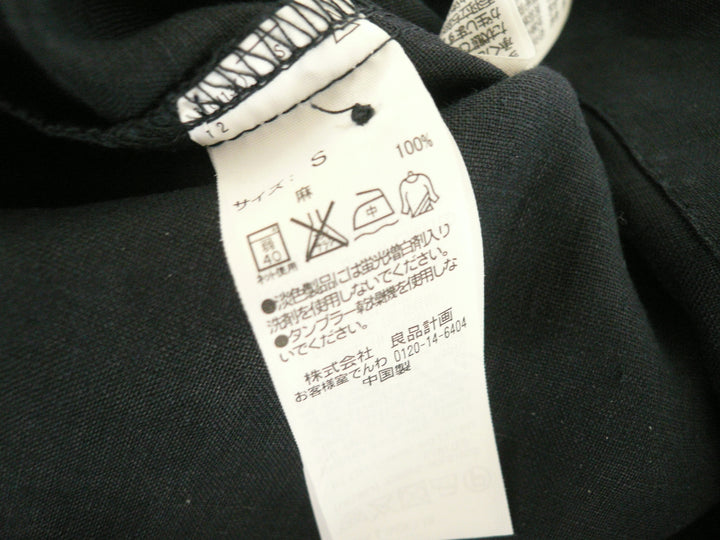 S
12
サイズ: S
麻 100%
弱
40
ネット使用
中
●淡色製品には蛍光増白剤入り
洗剤を使用しないでください。
●タンブラー乾燥機を使用しな
いでください。
株式会社 良品計画
お客様室でんわ 0120-14-6404
中国製